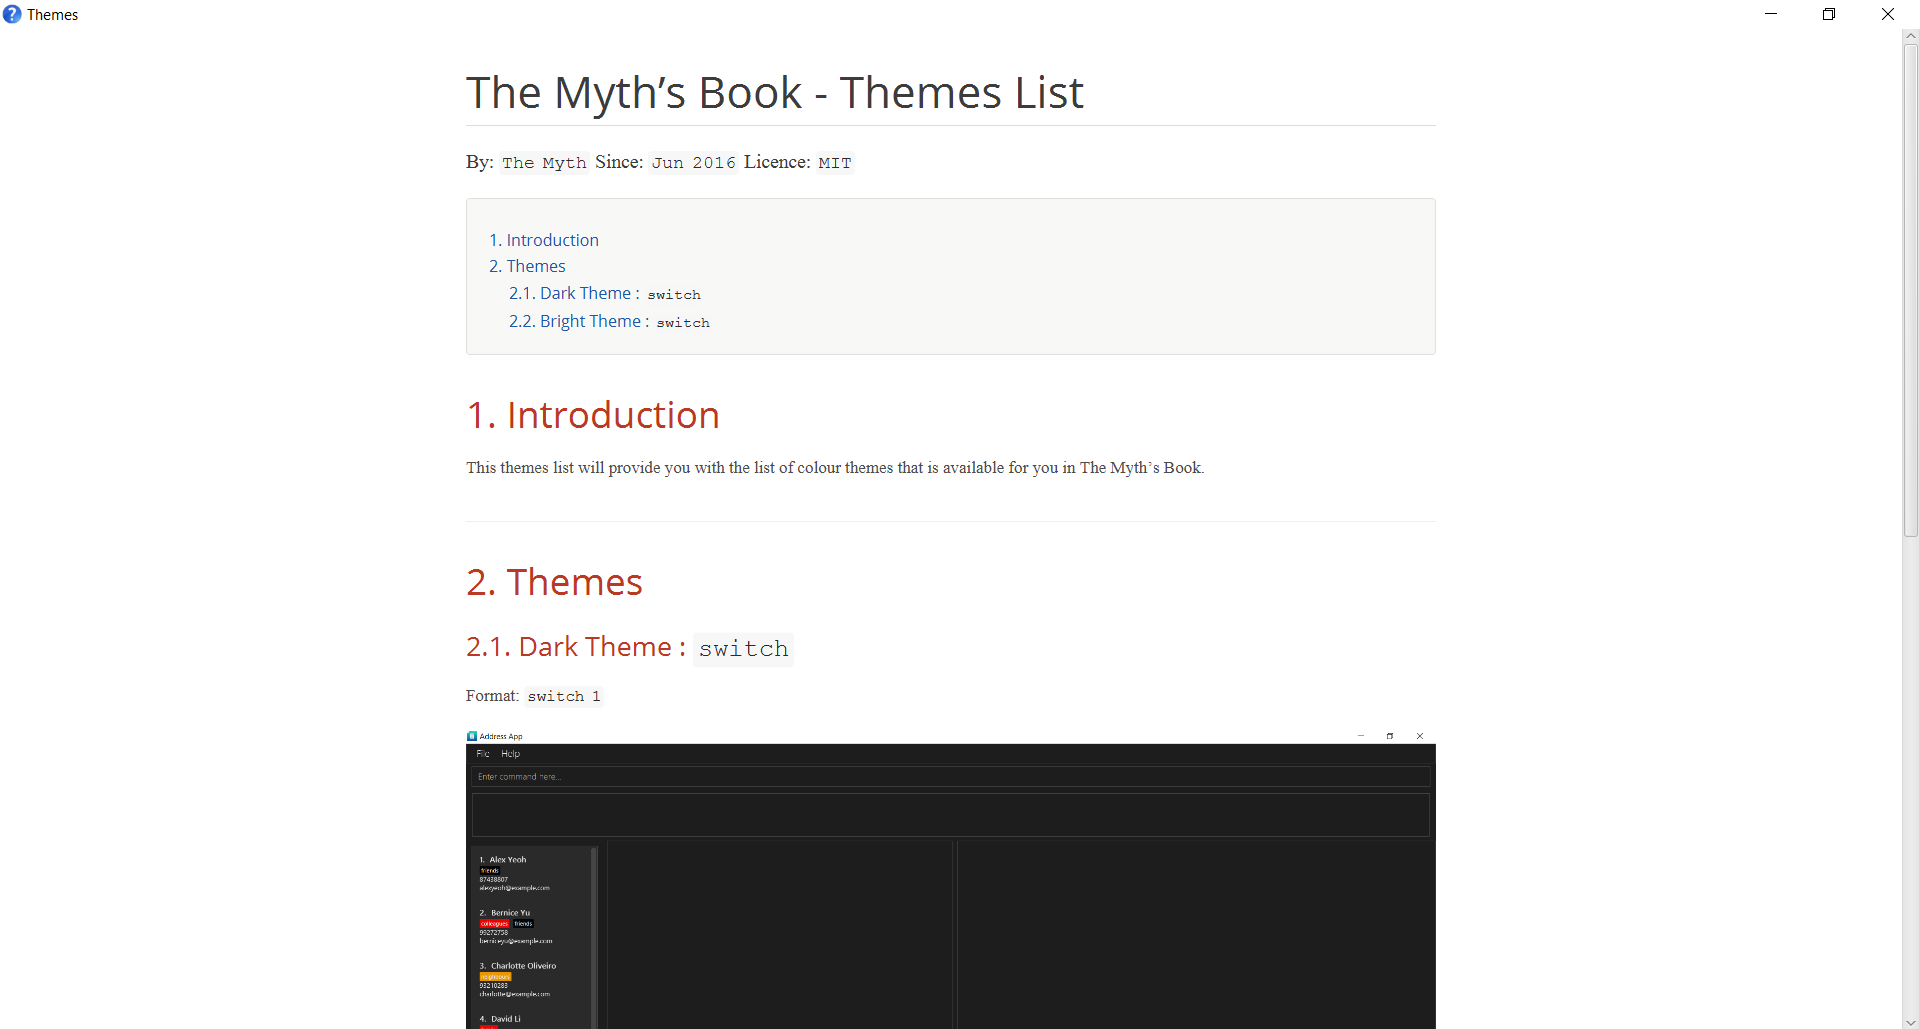 Themes
The Myth’s Book - Themes List
By: The Myth Since: Jun 2016 Licence: MIT
1. Introduction
2. Themes
2.1. Dark Theme : switch
2.2. Bright Theme : switch
1. Introduction
This themes list will provide you with the list of colour themes that is available for you in The Myth’s Book.
2. Themes
2.1. Dark Theme : switch
Format: switch 1
Address App
File Help
Enter command here...
1. Alex Yeoh
friends
87438807
alexyeoh@example.com
2. Bernice Yu
colleagues friends
99272758
berniceyu@example.com
3. Charlotte Oliveiro
neighbours
93210283
charlotte@example.com
4. David Li